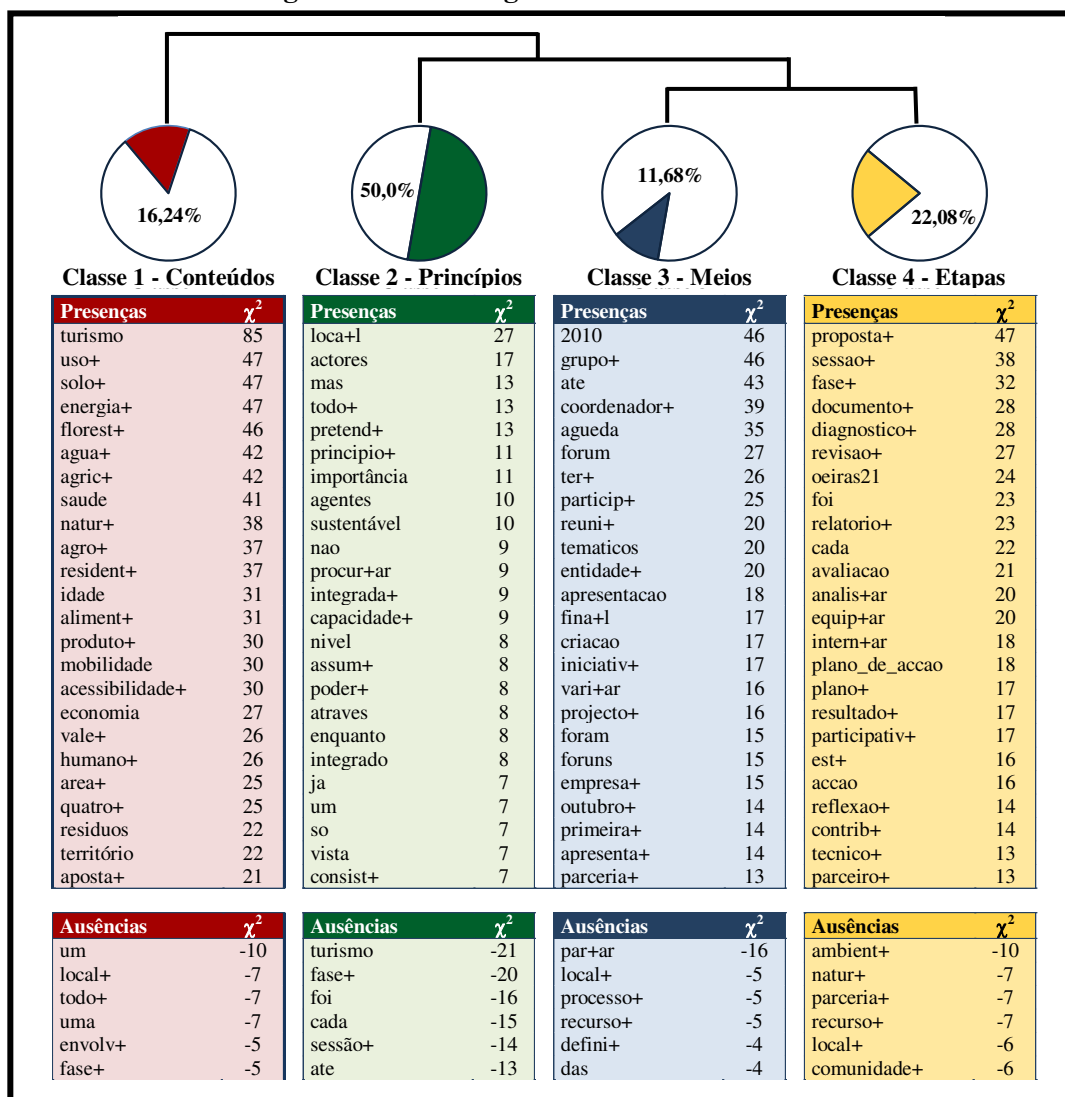 16,24%
50,0%
11,68%
22,08%
Classe 1 - Conteúdos
Classe 2 - Princípios
Classe 3 - Meios
Classe 4 - Etapas
Presenças χ²
turismo 85
uso+ 47
solo+ 47
energia+ 47
florest+ 46
agua+ 42
agric+ 42
saude 41
natur+ 38
agro+ 37
resident+ 37
idade 31
aliment+ 31
produto+ 30
mobilidade 30
acessibilidade+ 30
economia 27
vale+ 26
humano+ 26
area+ 25
quatro+ 25
residuos 22
território 22
aposta+ 21
Ausências χ²
um -10
local+ -7
todo+ -7
uma -7
envolv+ -5
fase+ -5
Presenças χ²
loca+l 27
actores 17
mas 13
todo+ 13
pretend+ 13
principio+ 11
importância 11
agentes 10
sustentável 10
nao 9
procur+ar 9
integrada+ 9
capacidade+ 9
nivel 8
assum+ 8
poder+ 8
atraves 8
enquanto 8
integrado 8
ja 7
um 7
so 7
vista 7
consist+ 7
Ausências χ²
turismo -21
fase+ -20
foi -16
cada -15
sessão+ -14
ate -13
Presenças χ²
2010 46
grupo+ 46
ate 43
coordenador+ 39
agueda 35
forum 27
ter+ 26
particip+ 25
reuni+ 20
tematicos 20
entidade+ 20
apresentacao 18
fina+l 17
criacao 17
iniciativ+ 17
vari+ar 16
projecto+ 16
foram 15
foruns 15
empresa+ 15
outubro+ 14
primeira+ 14
apresenta+ 14
parceria+ 13
Ausências χ²
par+ar -16
local+ -5
processo+ -5
recurso+ -5
defini+ -4
das -4
Presenças χ²
proposta+ 47
sessao+ 38
fase+ 32
documento+ 28
diagnostico+ 28
revisao+ 27
oeiras21 24
foi 23
relatorio+ 23
cada 22
avaliacao 21
analis+ar 20
equip+ar 20
intern+ar 18
plano_de_accao 18
plano+ 17
resultado+ 17
participativ+ 17
est+ 16
accao 16
reflexao+ 14
contrib+ 14
tecnico+ 13
parceiro+ 13
Ausências χ²
ambient+ -10
natur+ -7
parceria+ -7
recurso+ -7
local+ -6
comunidade+ -6